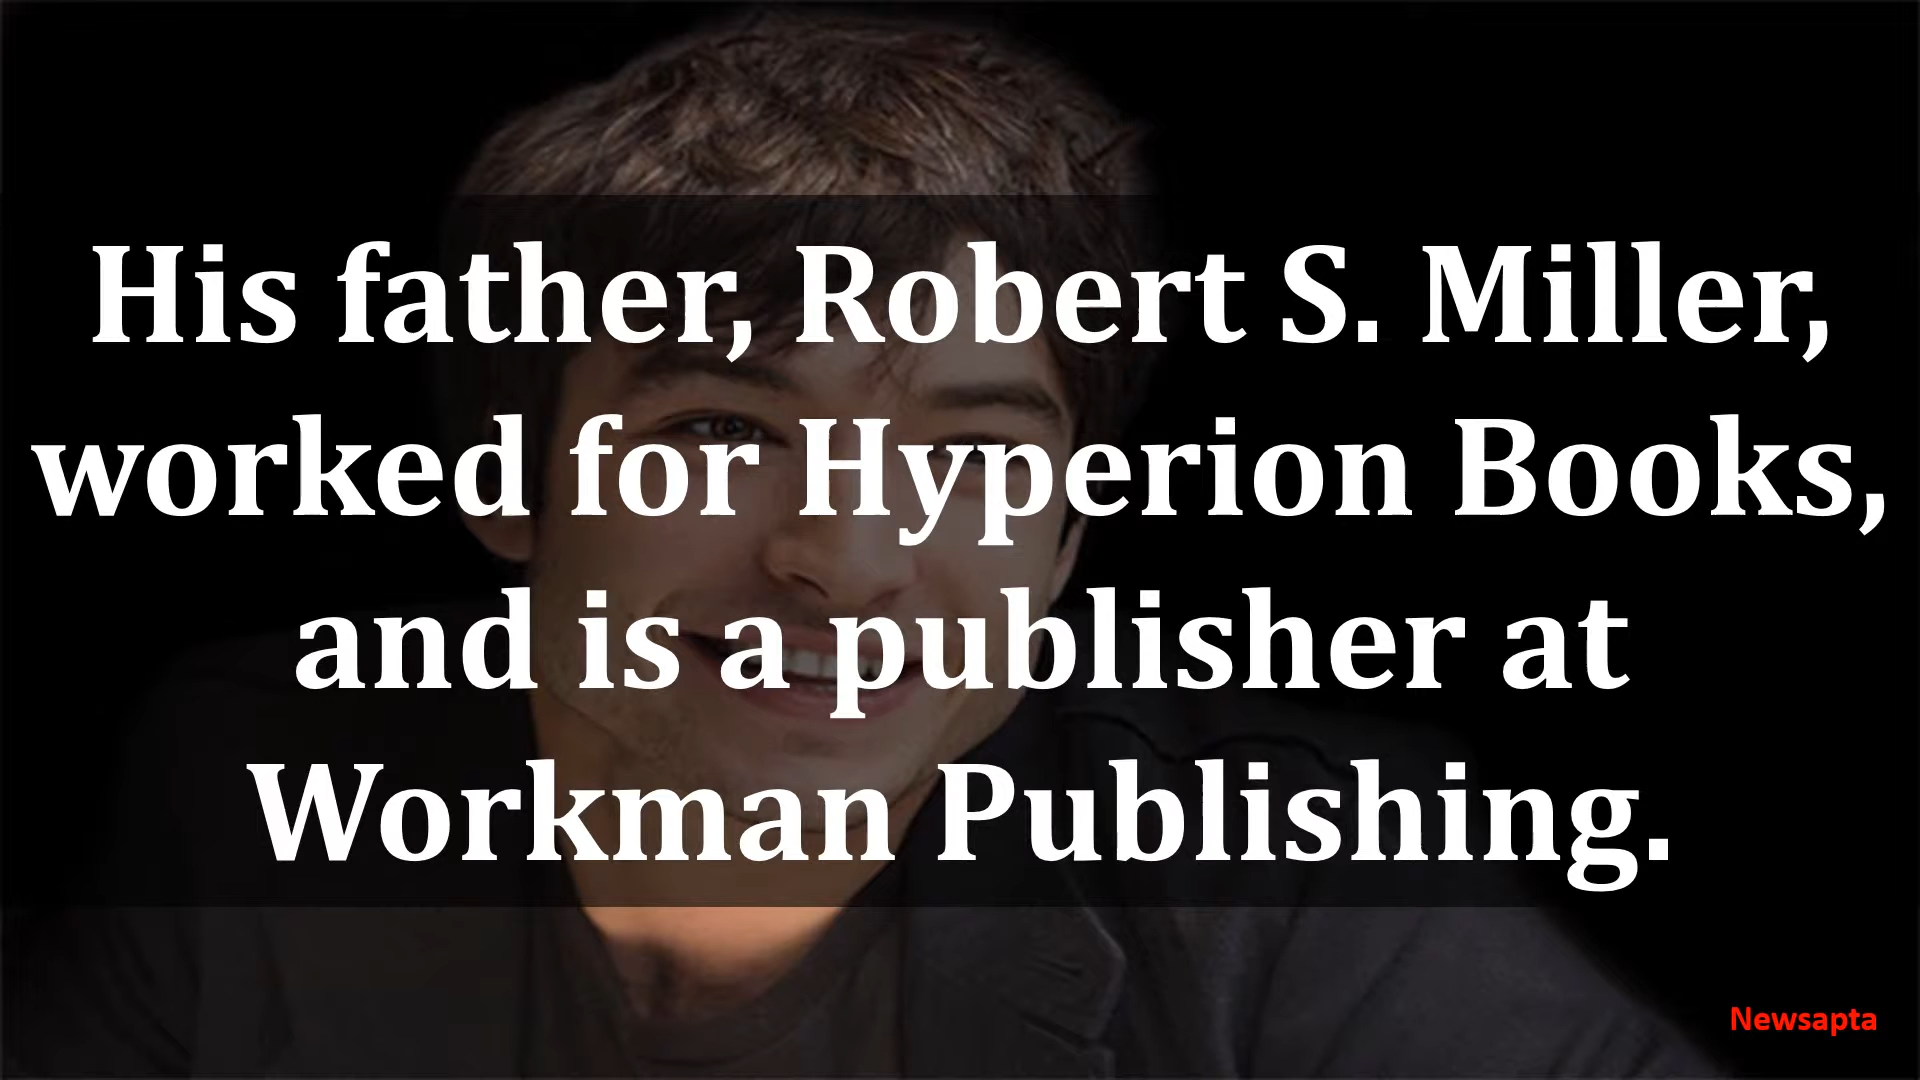 His father, Robert S. Miller,
worked for Hyperion Books,
and is a publisher at
Workman Publishing.
Newsapta